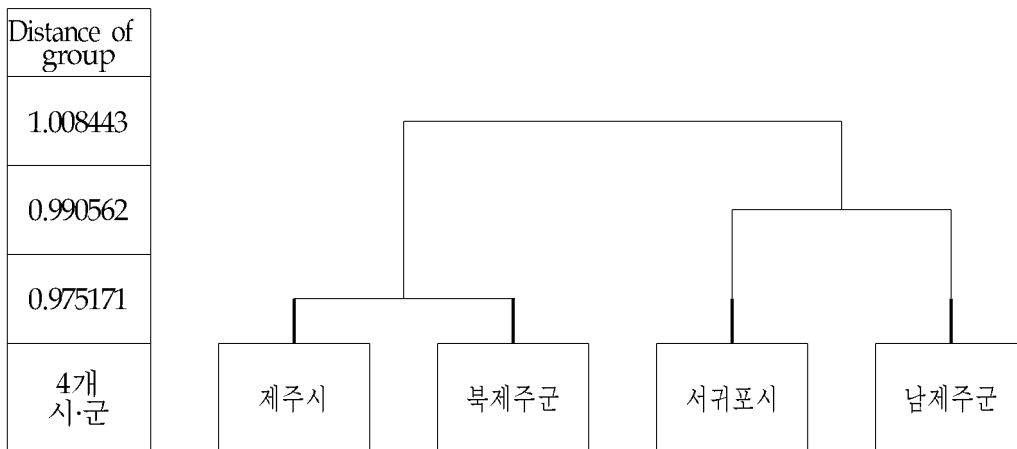 Distance of
group
1.008443
0.990562
0.975171
4개
시·군
제주시
북제주군
서귀포시
남제주군